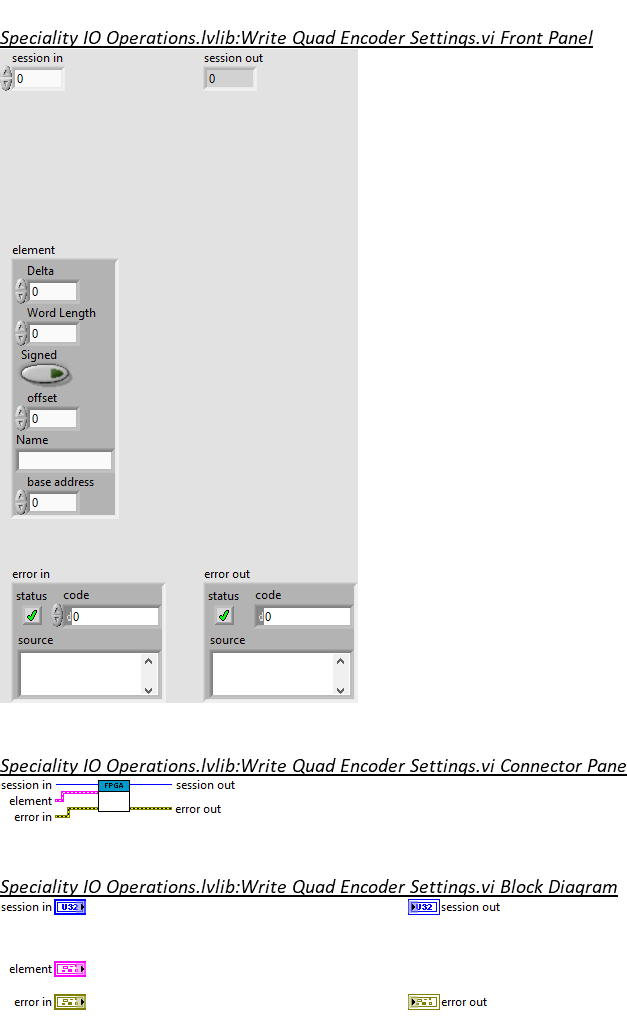 Speciality IO Operations.lvlib:Write Quad Encoder Settings.vi Front Panel
session in session out
0 0
element
Delta
0
Word Length
0
Signed
offset
0
Name
base address
0
error in error out
status code status code
d0 d0
source source
Speciality IO Operations.lvlib:Write Quad Encoder Settings.vi Connector Pane
session in FPGA session out
element
error in error out
Speciality IO Operations.lvlib:Write Quad Encoder Settings.vi Block Diagram
session in U32 U32 session out
element
error in error out